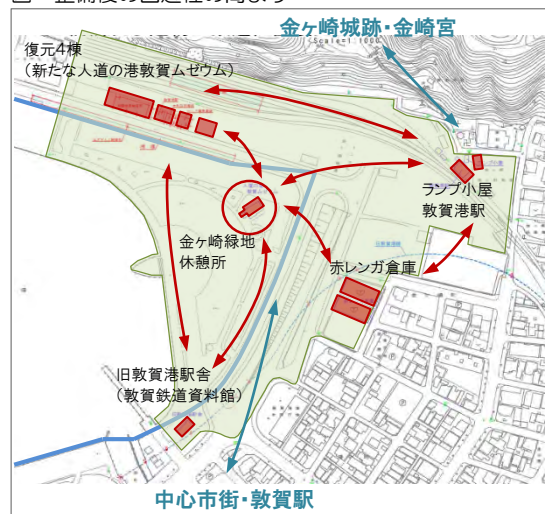 金ヶ崎城跡・金崎宮
Scale=1:1000
復元4棟
(新たな人道の港敦賀ムゼウム)
ランプ小屋
敦賀港駅
金ヶ崎緑地
休憩所
赤レンガ倉庫
旧敦賀港駅舎
(敦賀鉄道資料館)
中心市街・敦賀駅